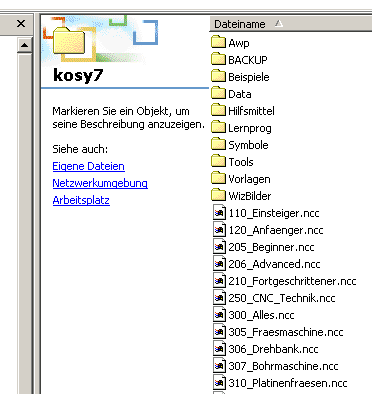 kosy7
Markieren Sie ein Objekt, um
seine Beschreibung anzuzeigen.
Siehe auch:
Eigene Dateien
Netzwerkumgebung
Arbeitsplatz
Dateiname
Awp
BACKUP
Beispiele
Data
Hilfsmittel
Lernprog
Symbole
Tools
Vorlagen
WizBilder
110_Einsteiger.ncc
120_Anfaenger.ncc
205_Beginner.ncc
206_Advanced.ncc
210_Fortgeschrittener.ncc
250_CNC_Technik.ncc
300_Alles.ncc
305_Fraesmaschine.ncc
306_Drehbank.ncc
307_Bohrmaschine.ncc
310_Platinenfraesen.ncc